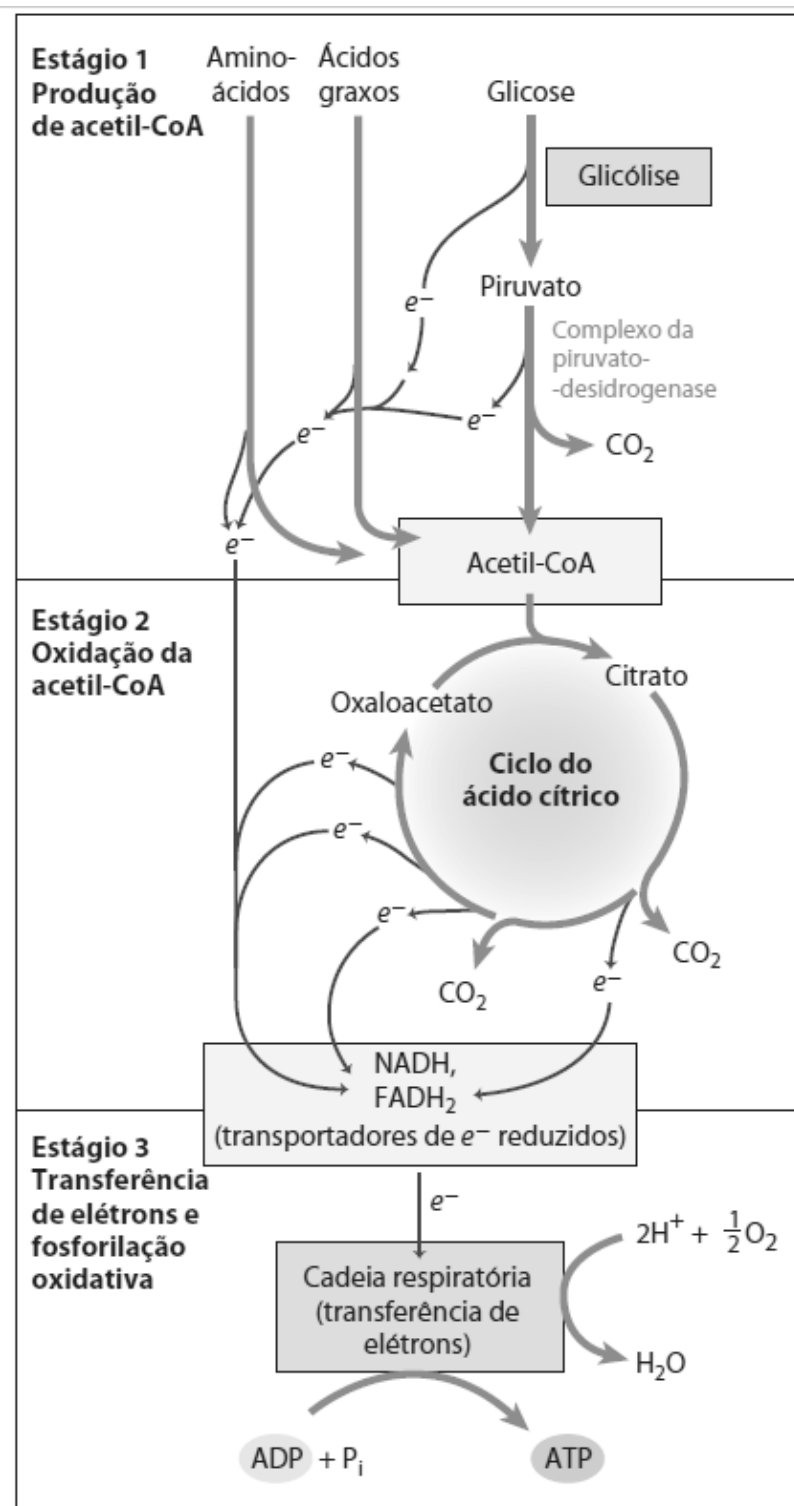 Estágio 1
Produção
de acetil-CoA
Amino-
ácidos
Ácidos
graxos
Glicose
Glicólise
e–
Piruvato
Complexo da
piruvato-
-desidrogenase
e–
e–
CO2
e–
Acetil-CoA
Estágio 2
Oxidação da
acetil-CoA
Oxaloacetato
Citrato
Ciclo do
ácido cítrico
e–
e–
e–
CO2
e–
CO2
NADH,
FADH2
(transportadores de e– reduzidos)
Estágio 3
Transferência
de elétrons e
fosforilação
oxidativa
e–
2H+ + 1/2 O2
Cadeia respiratória
(transferência de
elétrons)
H2O
ADP + Pi
ATP